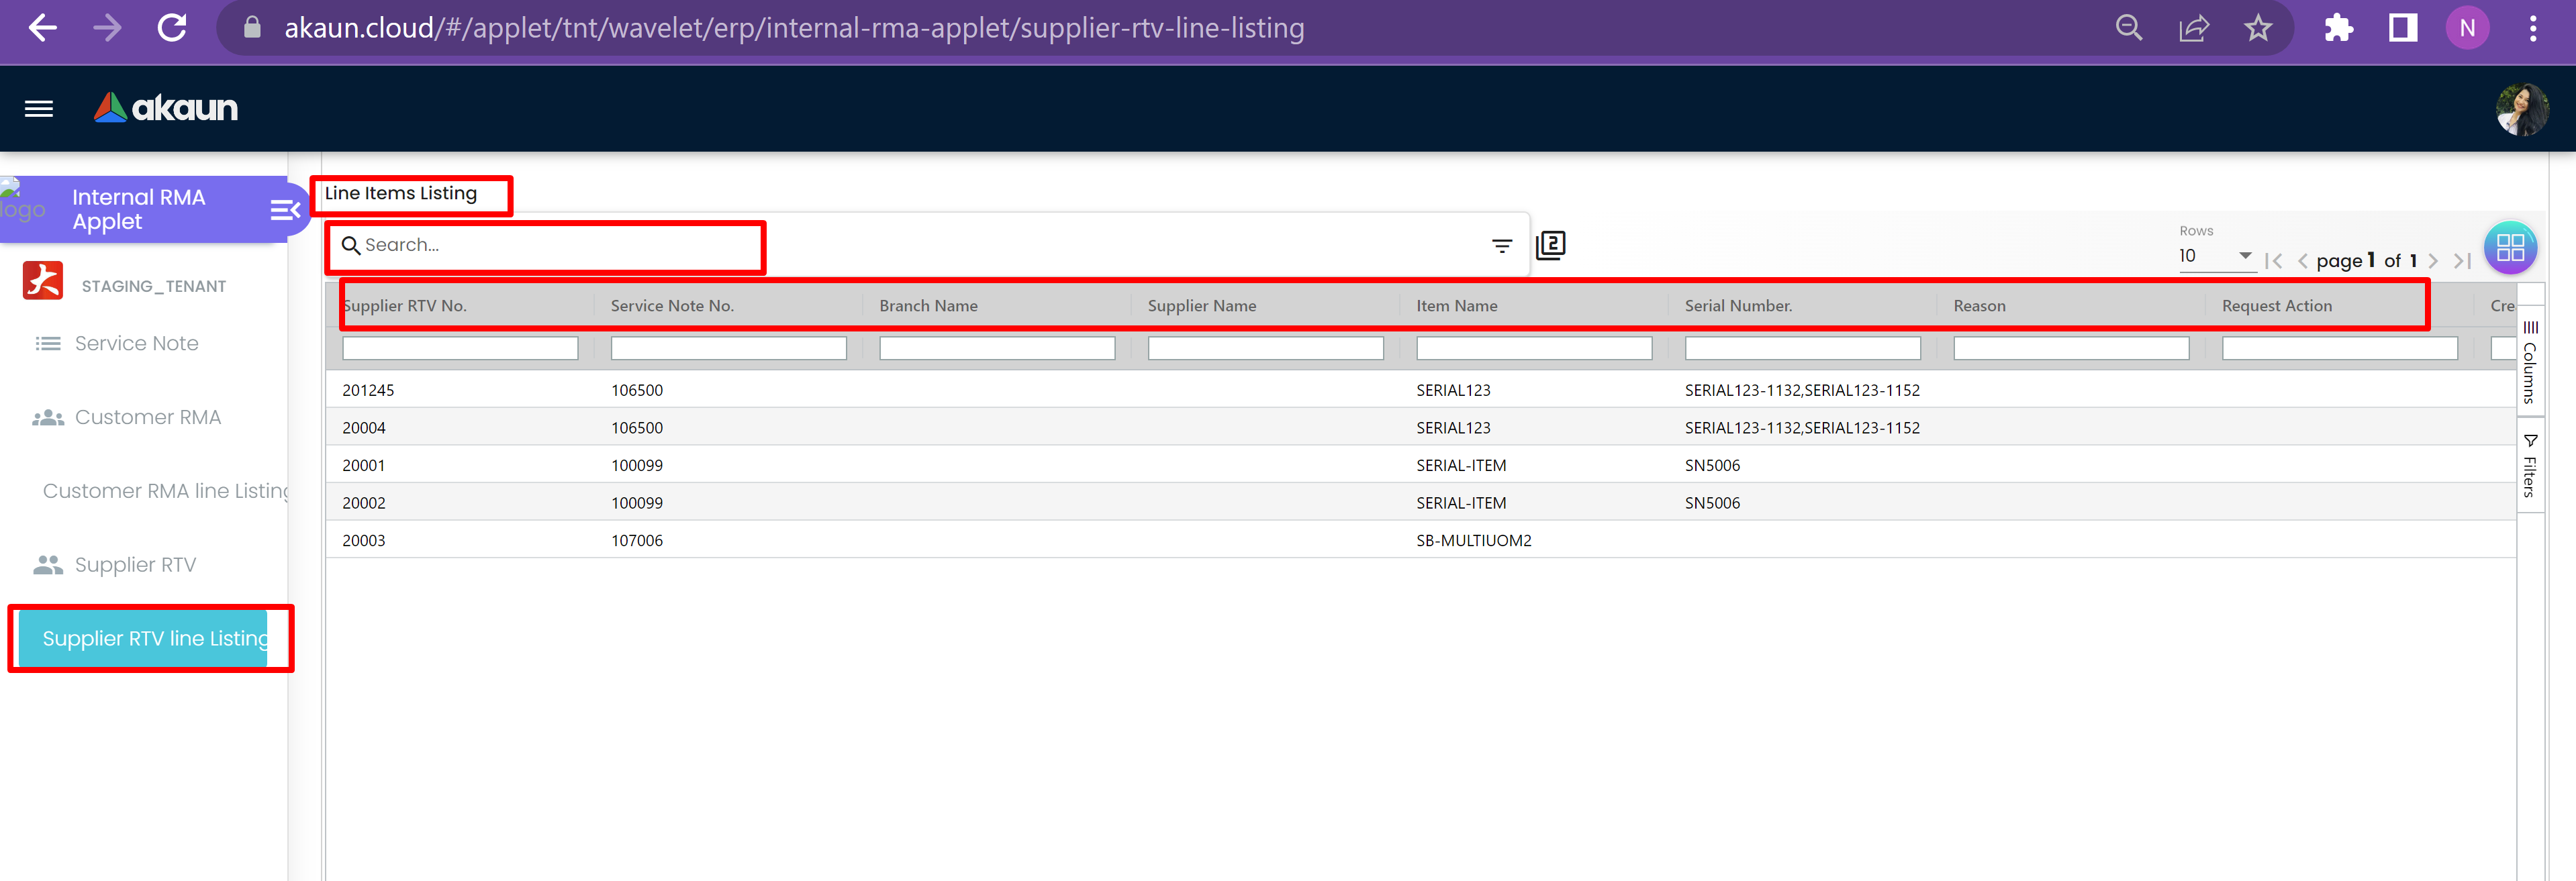 akaun.cloud/#/applet/tnt/wavelet/erp/internal-rma-applet/supplier-rtv-line-listing
N
akaun
logo
Internal RMA
Applet
STAGING_TENANT
Service Note
Customer RMA
Customer RMA line Listing
Supplier RTV
Supplier RTV line Listing
Line Items Listing
Search...
2
Rows
10
page 1 of 1
Supplier RTV No. Service Note No. Branch Name Supplier Name Item Name Serial Number. Reason Request Action Cre
201245 106500 SERIAL123 SERIAL123-1132,SERIAL123-1152
20004 106500 SERIAL123 SERIAL123-1132,SERIAL123-1152
20001 100099 SERIAL-ITEM SN5006
20002 100099 SERIAL-ITEM SN5006
20003 107006 SB-MULTIUOM2
Columns
Filters